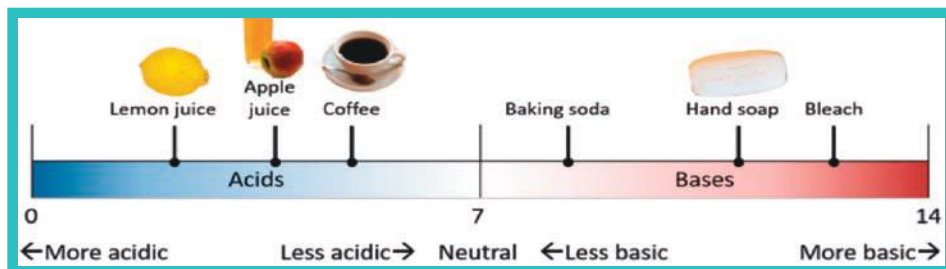 Lemon juice
Apple
juice
Coffee
Baking soda
Hand soap
Bleach
Acids
Bases
0
7
14
←More acidic
Less acidic→
Neutral
←Less basic
More basic→